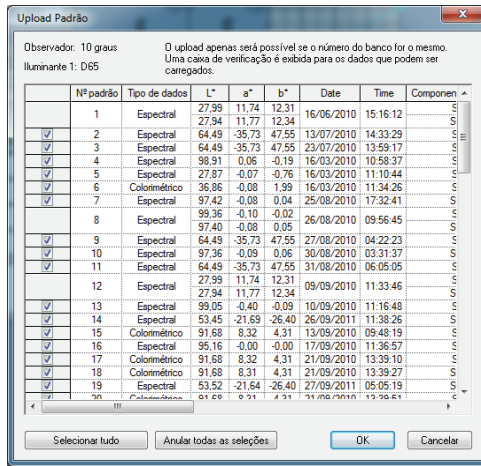 Upload Padrão
Observador: 10 graus
Iluminante 1: D65
O upload apenas será possível se o número do banco for o mesmo.
Uma caixa de verificação é exibida para os dados que podem ser
carregados.
Nº padrão Tipo de dados L* a* b* Date Time Componen
1 Espectral 27,99 11,74 12,31 16/06/2010 15:16:12 S
27,94 11,77 12,34 S
2 Espectral 64,49 -35,73 47,55 13/07/2010 14:33:29 S
3 Espectral 64,49 -35,73 47,55 23/07/2010 13:59:17 S
4 Espectral 98,91 0,06 -0,19 16/03/2010 10:58:37 S
5 Espectral 27,87 -0,07 -0,76 16/03/2010 11:10:44 S
6 Colorimétrico 36,86 -0,08 1,99 16/03/2010 11:34:26 S
7 Espectral 97,42 -0,08 0,04 25/08/2010 17:32:41 S
8 Espectral 99,36 -0,10 -0,02 26/08/2010 09:56:45 S
97,40 -0,08 0,05 S
9 Espectral 64,49 -35,73 47,55 27/08/2010 04:22:23 S
10 Espectral 97,36 -0,09 0,06 30/08/2010 03:31:37 S
11 Espectral 64,49 -35,73 47,55 31/08/2010 06:05:05 S
12 Espectral 27,99 11,74 12,31 09/09/2010 11:33:46 S
27,94 11,77 12,34 S
13 Espectral 99,05 -0,40 -0,09 10/09/2010 11:16:48 S
14 Espectral 53,45 -21,69 -26,40 26/09/2011 11:38:26 S
15 Colorimétrico 91,68 8,32 4,31 13/09/2010 09:48:19 S
16 Espectral 95,16 -0,00 -0,00 17/09/2010 11:36:57 S
17 Colorimétrico 91,68 8,32 4,31 21/09/2010 13:39:10 S
18 Colorimétrico 91,68 8,31 4,31 21/09/2010 13:39:27 S
19 Espectral 53,52 -21,64 -26,40 27/09/2011 05:05:19 S
20 Colorimétrico 91,68 8,31 4,31 21/09/2010 13:39:51 S
Selecionar tudo Anular todas as seleções OK Cancelar